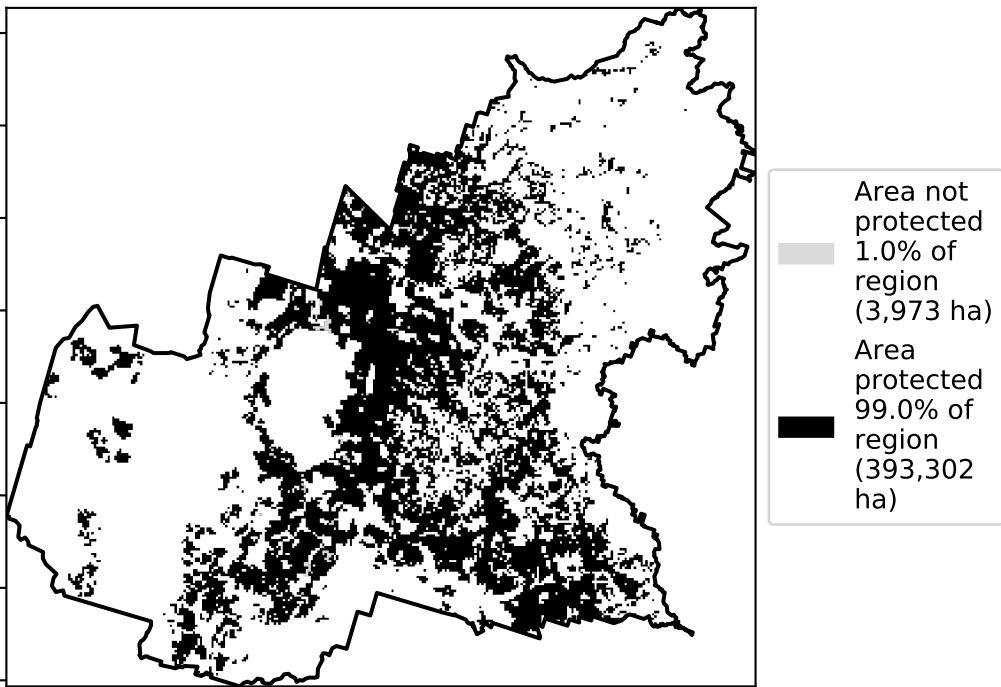 Area not
protected
1.0% of
region
(3,973 ha)
Area
protected
99.0% of
region
(393,302
ha)